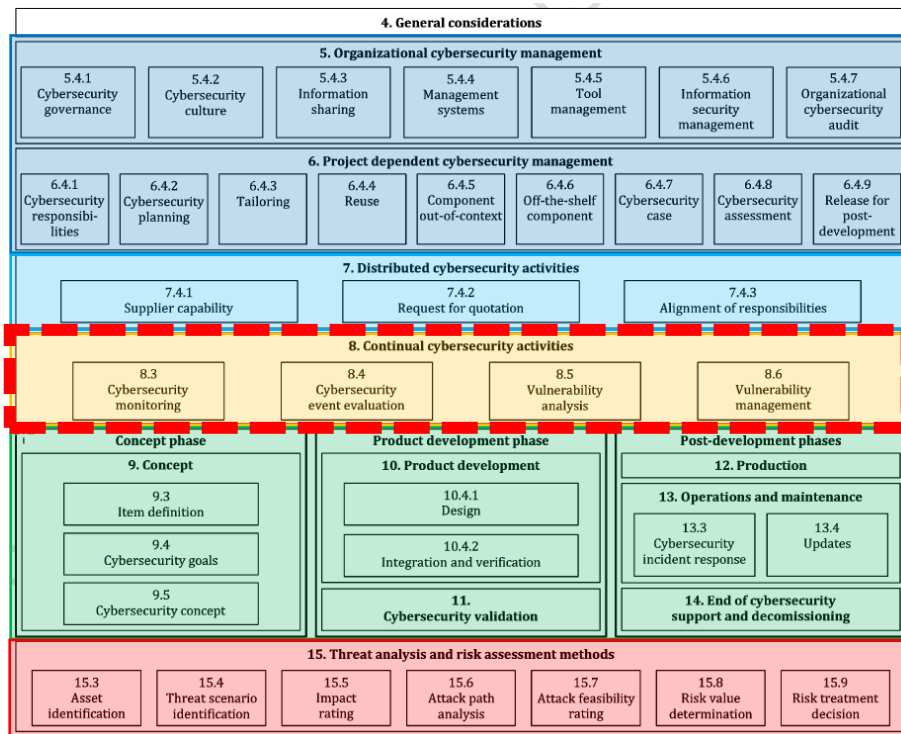 4. General considerations
5. Organizational cybersecurity management
5.4.1
Cybersecurity
governance
5.4.2
Cybersecurity
culture
5.4.3
Information
sharing
5.4.4
Management
systems
5.4.5
Tool
management
5.4.6
Information
security
management
5.4.7
Organizational
cybersecurity
audit
6. Project dependent cybersecurity management
6.4.1
Cybersecurity
responsibi-
lities
6.4.2
Cybersecurity
planning
6.4.3
Tailoring
6.4.4
Reuse
6.4.5
Component
out-of-context
6.4.6
Off-the-shelf
component
6.4.7
Cybersecurity
case
6.4.8
Cybersecurity
assessment
6.4.9
Release for
post-
development
7. Distributed cybersecurity activities
7.4.1
Supplier capability
7.4.2
Request for quotation
7.4.3
Alignment of responsibilities
8. Continual cybersecurity activities
8.3
Cybersecurity
monitoring
8.4
Cybersecurity
event evaluation
8.5
Vulnerability
analysis
8.6
Vulnerability
management
Concept phase
9. Concept
9.3
Item definition
9.4
Cybersecurity goals
9.5
Cybersecurity concept
Product development phase
10. Product development
10.4.1
Design
10.4.2
Integration and verification
11.
Cybersecurity validation
Post-development phases
12. Production
13. Operations and maintenance
13.3
Cybersecurity
incident response
13.4
Updates
14. End of cybersecurity
support and decomissioning
15. Threat analysis and risk assessment methods
15.3
Asset
identification
15.4
Threat scenario
identification
15.5
Impact
rating
15.6
Attack path
analysis
15.7
Attack feasibility
rating
15.8
Risk value
determination
15.9
Risk treatment
decision